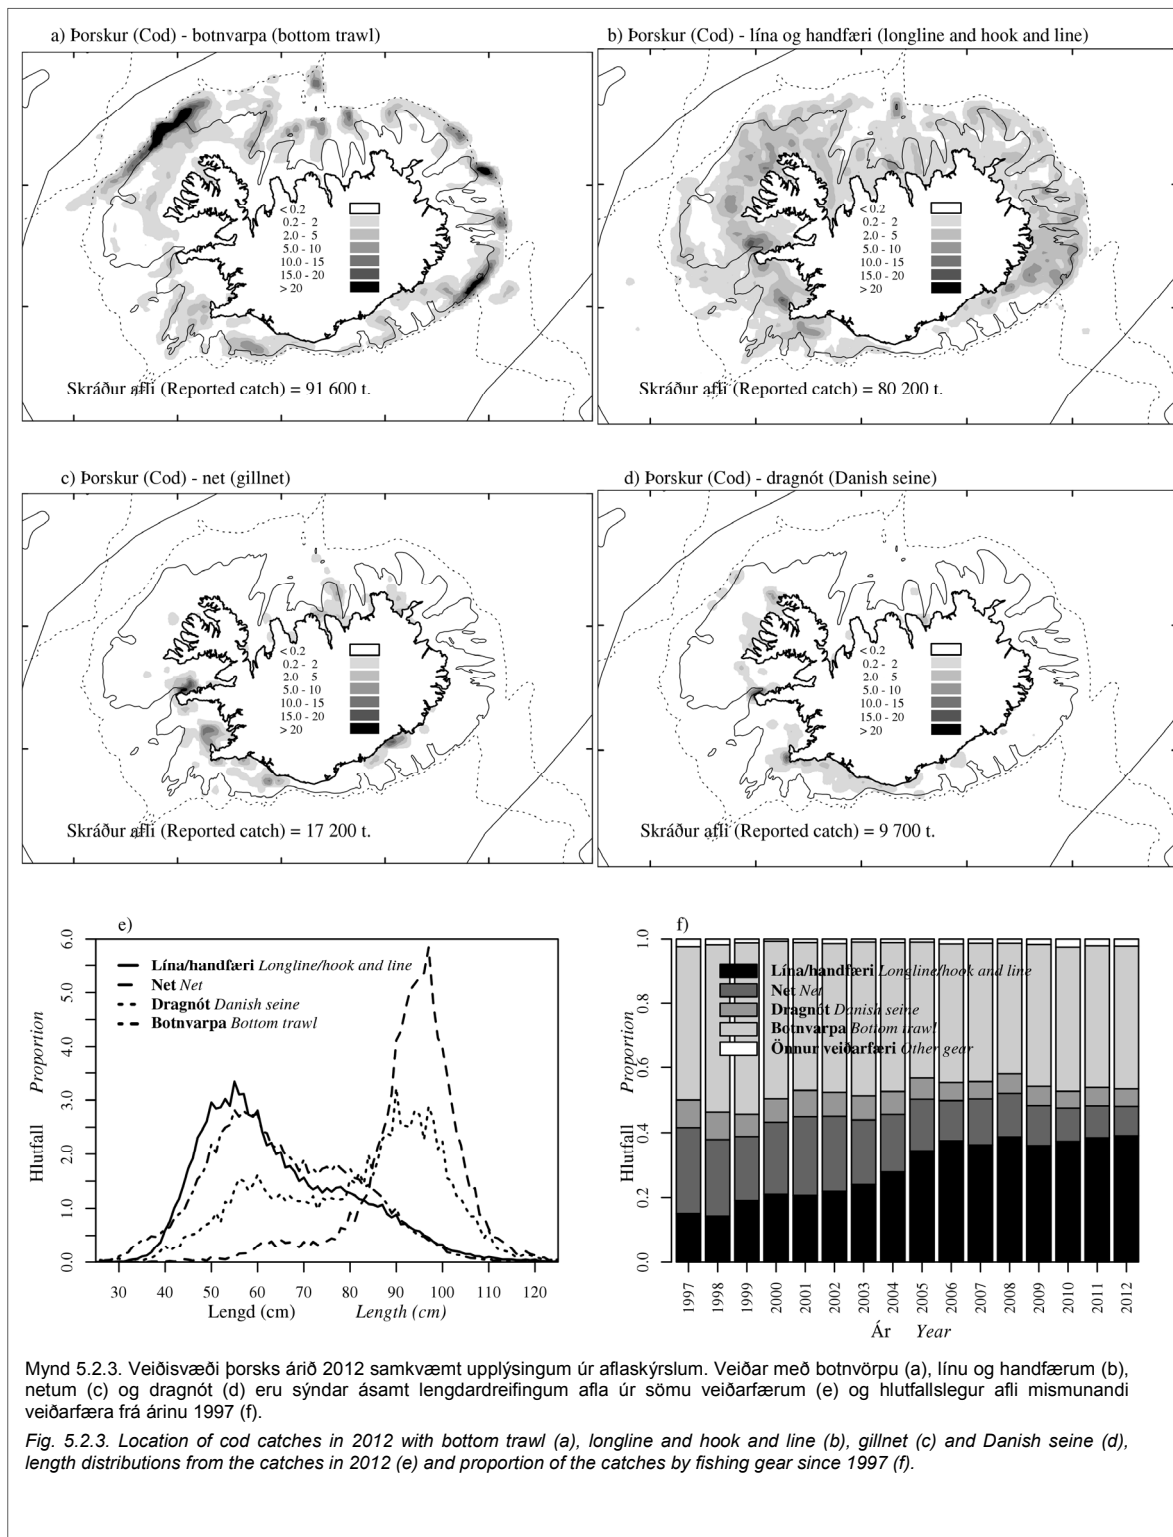 a) Þorskur (Cod) - botnvarpa (bottom trawl)
< 0.2
0.2 - 2
2.0 - 5
5.0 - 10
10.0 - 15
15.0 - 20
> 20
Skráður afli (Reported catch) = 91 600 t.
b) Þorskur (Cod) - lína og handfæri (longline and hook and line)
< 0.2
0.2 - 2
2.0 - 5
5.0 - 10
10.0 - 15
15.0 - 20
> 20
Skráður afli (Reported catch) = 80 200 t.
c) Þorskur (Cod) - net (gillnet)
< 0.2
0.2 - 2
2.0 5
5.0 - 10
10.0 - 15
15.0 - 20
> 20
Skráður afli (Reported catch) = 17 200 t.
d) Þorskur (Cod) - dragnót (Danish seine)
< 0.2
0.2 - 2
2.0 5
5.0 - 10
10.0 - 15
15.0 - 20
> 20
Skráður afli (Reported catch) = 9 700 t.
e)
Lína/handfæri Longline/hook and line
Net Net
Dragnót Danish seine
Botnvarpa Bottom trawl
Hlutfall Proportion
6.0
5.0
4.0
3.0
2.0
1.0
0.0
30 40 50 60 70 80 90 100 110 120
Lengd (cm) Length (cm)
f)
Lína/handfæri Longline/hook and line
Net Net
Dragnót Danish seine
Botnvarpa Bottom trawl
Önnur veiðarfæri Other gear
Hlutfall Proportion
1.0
0.8
0.6
0.4
0.2
0.0
1997 1998 1999 2000 2001 2002 2003 2004 2005 2006 2007 2008 2009 2010 2011 2012
Ár Year
Mynd 5.2.3. Veiðisvæði þorsks árið 2012 samkvæmt upplýsingum úr aflaskýrslum. Veiðar með botnvörpu (a), línu og handfærum (b),
netum (c) og dragnót (d) eru sýndar ásamt lengdardreifingum afla úr sömu veiðarfærum (e) og hlutfallslegur afli mismunandi
veiðarfæra frá árinu 1997 (f).
Fig. 5.2.3. Location of cod catches in 2012 with bottom trawl (a), longline and hook and line (b), gillnet (c) and Danish seine (d),
length distributions from the catches in 2012 (e) and proportion of the catches by fishing gear since 1997 (f).